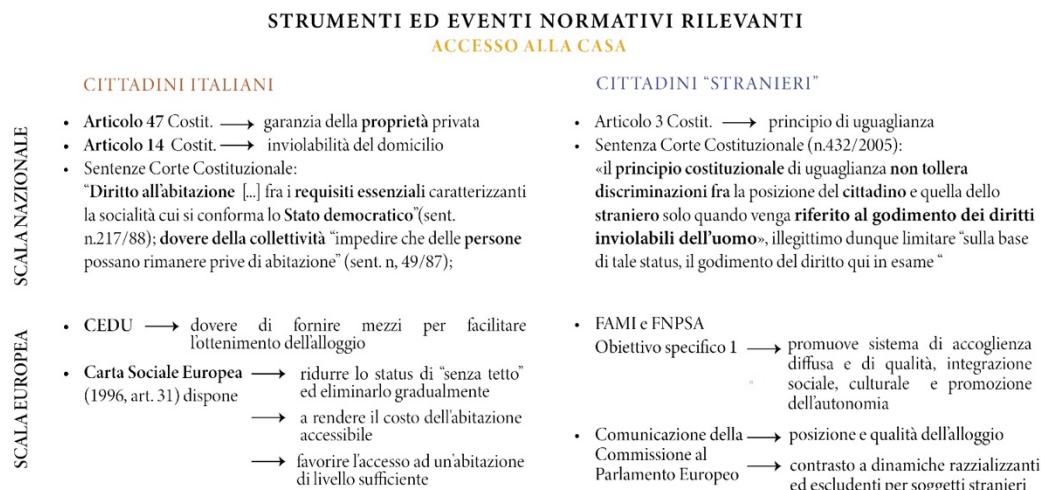 STRUMENTI ED EVENTI NORMATIVI RILEVANTI
ACCESSO ALLA CASA
CITTADINI ITALIANI
SCALA NAZIONALE
• Articolo 47 Costit. → garanzia della proprietà privata
• Articolo 14 Costit. → inviolabilità del domicilio
• Sentenze Corte Costituzionale:
“Diritto all'abitazione [...] fra i requisiti essenziali caratterizzanti
la socialità cui si conforma lo Stato democratico”(sent.
n.217/88); dovere della collettività “impedire che delle persone
possano rimanere prive di abitazione” (sent. n, 49/87);
SCALA EUROPEA
• CEDU → dovere di fornire mezzi per facilitare
l'ottenimento dell'alloggio
• Carta Sociale Europea → ridurre lo status di “senza tetto”
(1996, art. 31) dispone ed eliminarlo gradualmente
→ a rendere il costo dell'abitazione
accessibile
→ favorire l'accesso ad un'abitazione
di livello sufficiente
CITTADINI “STRANIERI”
• Articolo 3 Costit. → principio di uguaglianza
• Sentenza Corte Costituzionale (n.432/2005):
«il principio costituzionale di uguaglianza non tollera
discriminazioni fra la posizione del cittadino e quella dello
straniero solo quando venga riferito al godimento dei diritti
inviolabili dell'uomo», illegittimo dunque limitare “sulla base
di tale status, il godimento del diritto qui in esame “
• FAMI e FNPSA
Obiettivo specifico 1 → promuove sistema di accoglienza
diffusa e di qualità, integrazione
sociale, culturale e promozione
dell'autonomia
• Comunicazione della → posizione e qualità dell'alloggio
Commissione al
Parlamento Europeo → contrasto a dinamiche razzializzanti
ed escludenti per soggetti stranieri